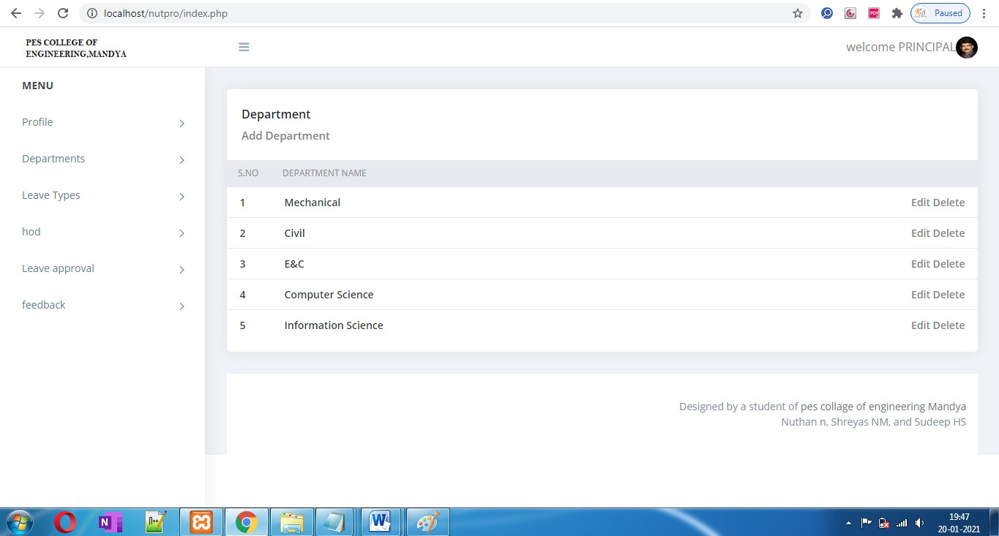 localhost/nutpro/index.php
PDF
Paused
PES COLLEGE OF
ENGINEERING,MANDYA
welcome PRINCIPAL
MENU
Profile
Departments
Leave Types
hod
Leave approval
feedback
Department
Add Department
S.NO DEPARTMENT NAME
1 Mechanical Edit Delete
2 Civil Edit Delete
3 E&C Edit Delete
4 Computer Science Edit Delete
5 Information Science Edit Delete
Designed by a student of pes collage of engineering Mandya
Nuthan n, Shreyas NM, and Sudeep HS
19:47
20-01-2021